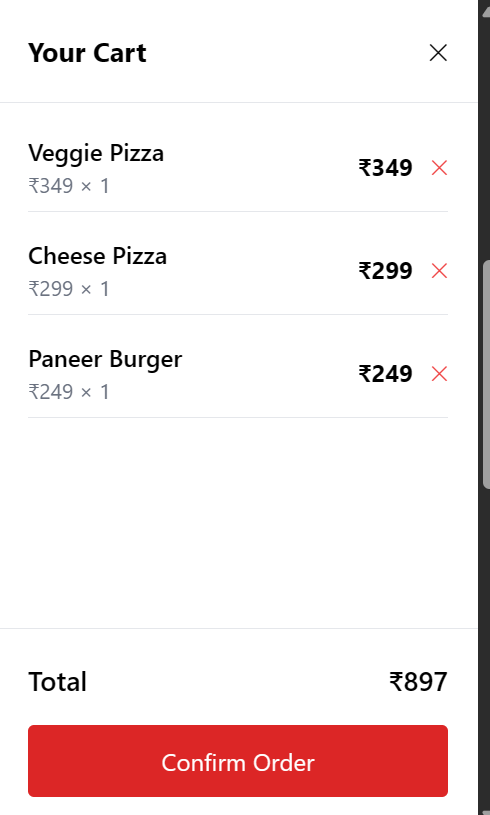 Your Cart
Veggie Pizza
₹349 × 1
₹349
Cheese Pizza
₹299 × 1
₹299
Paneer Burger
₹249 × 1
₹249
Total ₹897
Confirm Order